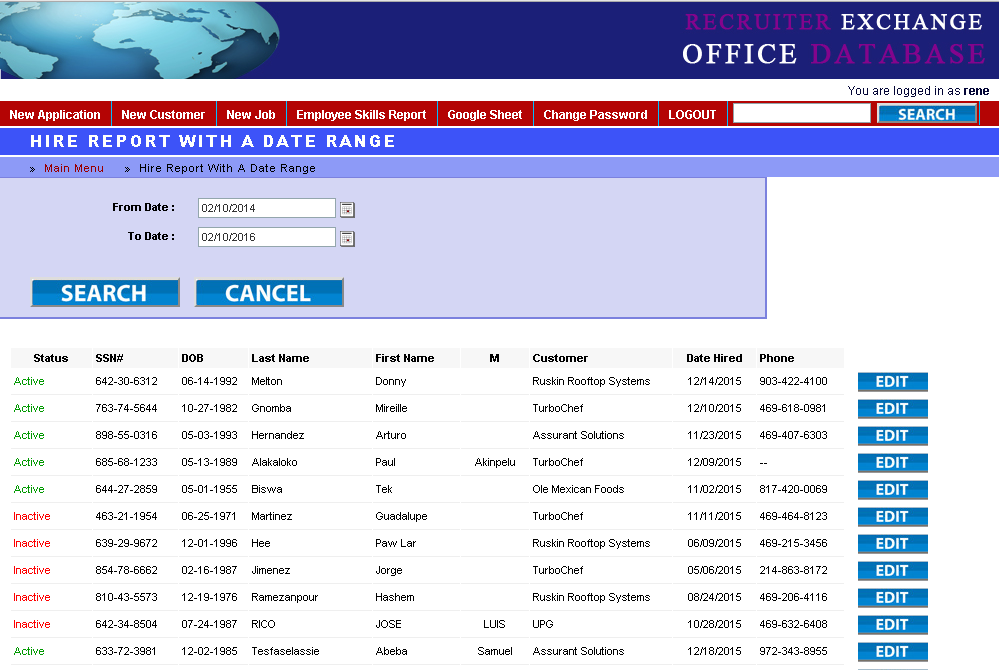 RECRUITER EXCHANGE
OFFICE DATABASE
You are logged in as rene
New Application New Customer New Job Employee Skills Report Google Sheet Change Password LOGOUT SEARCH
HIRE REPORT WITH A DATE RANGE
» Main Menu » Hire Report With A Date Range
From Date : 02/10/2014
To Date : 02/10/2016
SEARCH CANCEL
Status SSN# DOB Last Name First Name M Customer Date Hired Phone
Active 642-30-6312 06-14-1992 Melton Donny Ruskin Rooftop Systems 12/14/2015 903-422-4100 EDIT
Active 763-74-5644 10-27-1982 Gnomba Mireille TurboChef 12/10/2015 469-618-0981 EDIT
Active 898-55-0316 05-03-1993 Hernandez Arturo Assurant Solutions 11/23/2015 469-407-6303 EDIT
Active 685-68-1233 05-13-1989 Alakaloko Paul Akinpelu TurboChef 12/09/2015 -- EDIT
Active 644-27-2859 05-01-1955 Biswa Tek Ole Mexican Foods 11/02/2015 817-420-0069 EDIT
Inactive 463-21-1954 06-25-1971 Martinez Guadalupe TurboChef 11/11/2015 469-464-8123 EDIT
Inactive 639-29-9672 12-01-1996 Hee Paw Lar Ruskin Rooftop Systems 06/09/2015 469-215-3456 EDIT
Inactive 854-78-6662 02-16-1987 Jimenez Jorge TurboChef 05/06/2015 214-863-8172 EDIT
Inactive 810-43-5573 12-19-1976 Ramezanpour Hashem Ruskin Rooftop Systems 08/24/2015 469-206-4116 EDIT
Inactive 642-34-8504 07-24-1987 RICO JOSE LUIS UPG 10/28/2015 469-632-6408 EDIT
Active 633-72-3981 12-02-1985 Tesfaselassie Abeba Samuel Assurant Solutions 12/18/2015 972-343-8955 EDIT